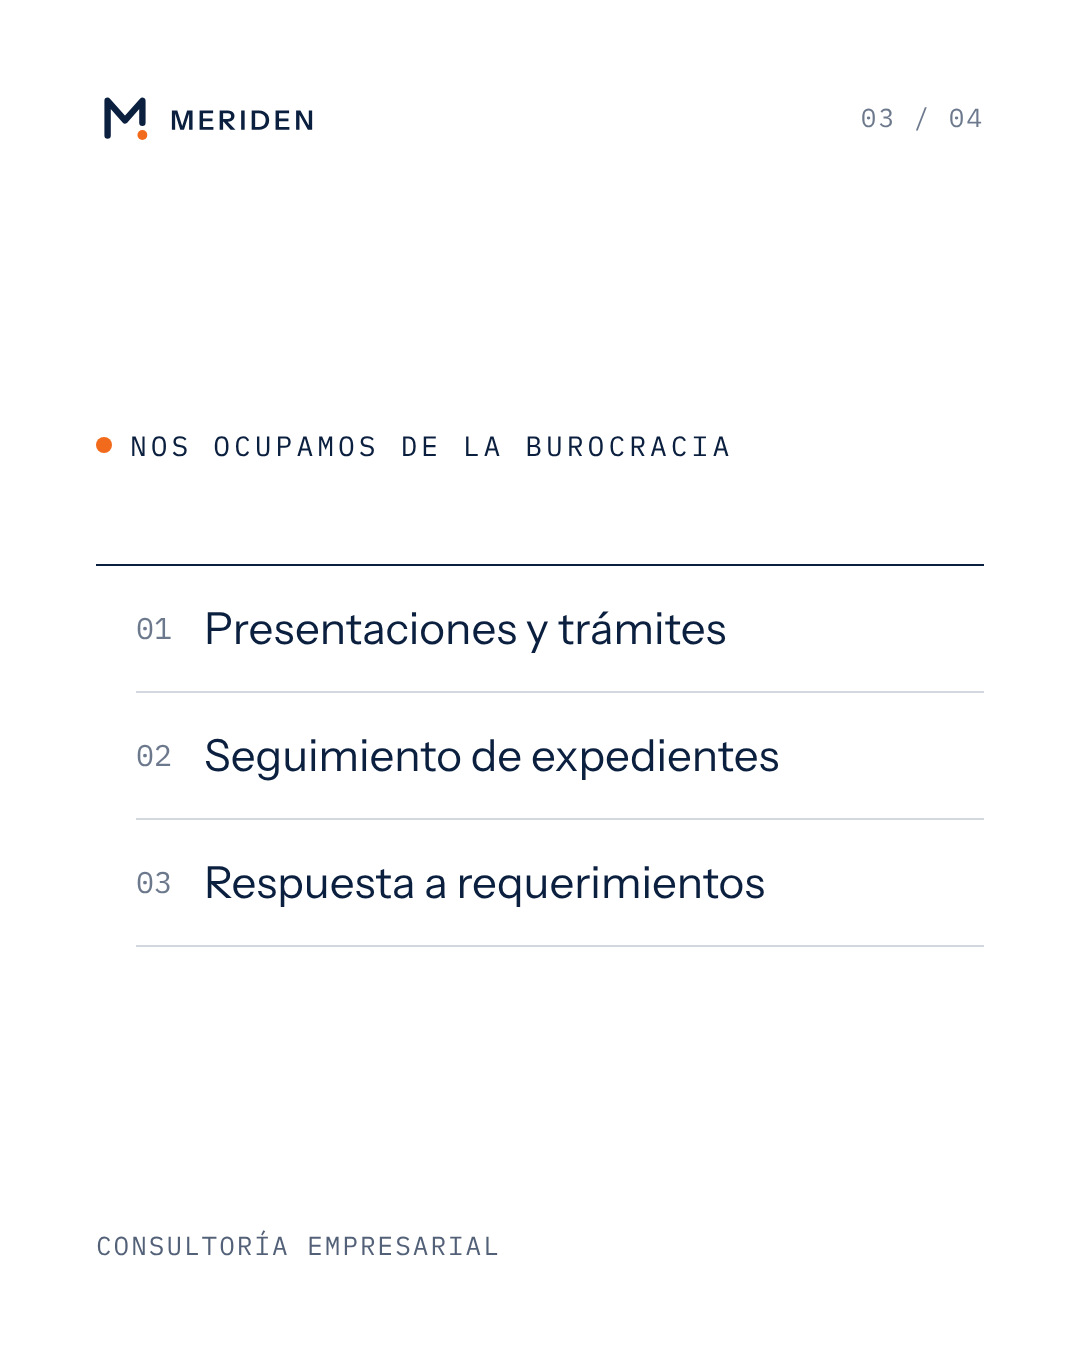 MERIDEN
03 / 04
NOS OCUPAMOS DE LA BUROCRACIA
01 Presentaciones y trámites
02 Seguimiento de expedientes
03 Respuesta a requerimientos
CONSULTORÍA EMPRESARIAL